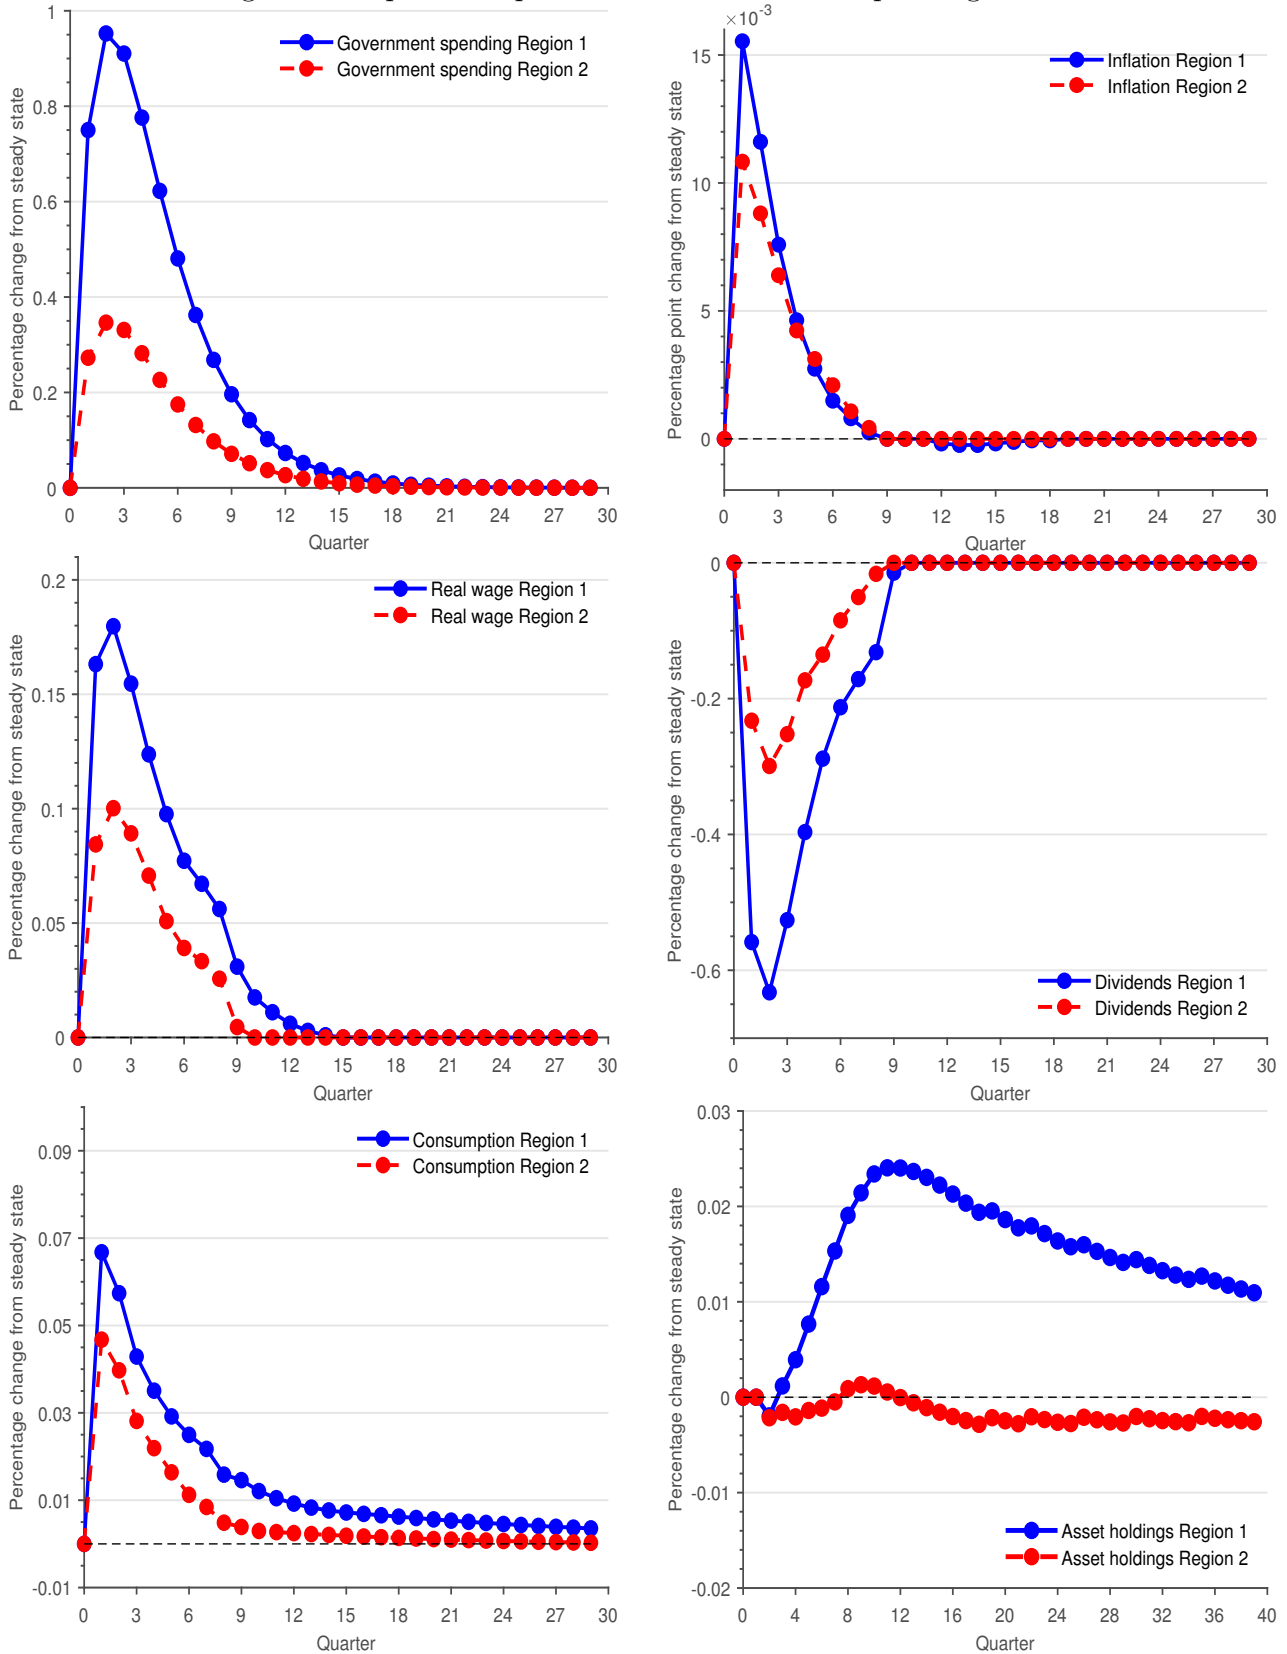 Government spending Region 1
Government spending Region 2
Percentage change from steady state
1
0.8
0.6
0.4
0.2
0
0 3 6 9 12 15 18 21 24 27 30
Quarter
×10-3
Inflation Region 1
Inflation Region 2
Percentage point change from steady state
15
10
5
0
0 3 6 9 12 15 18 21 24 27 30
Quarter
Real wage Region 1
Real wage Region 2
Percentage change from steady state
0.2
0.15
0.1
0.05
0
0 3 6 9 12 15 18 21 24 27 30
Quarter
Percentage change from steady state
0
-0.2
-0.4
-0.6
Dividends Region 1
Dividends Region 2
0 3 6 9 12 15 18 21 24 27 30
Quarter
Consumption Region 1
Consumption Region 2
Percentage change from steady state
0.09
0.07
0.05
0.03
0.01
-0.01
0 3 6 9 12 15 18 21 24 27 30
Quarter
Percentage change from steady state
0.03
0.02
0.01
0
-0.01
-0.02
Asset holdings Region 1
Asset holdings Region 2
0 4 8 12 16 20 24 28 32 36 40
Quarter